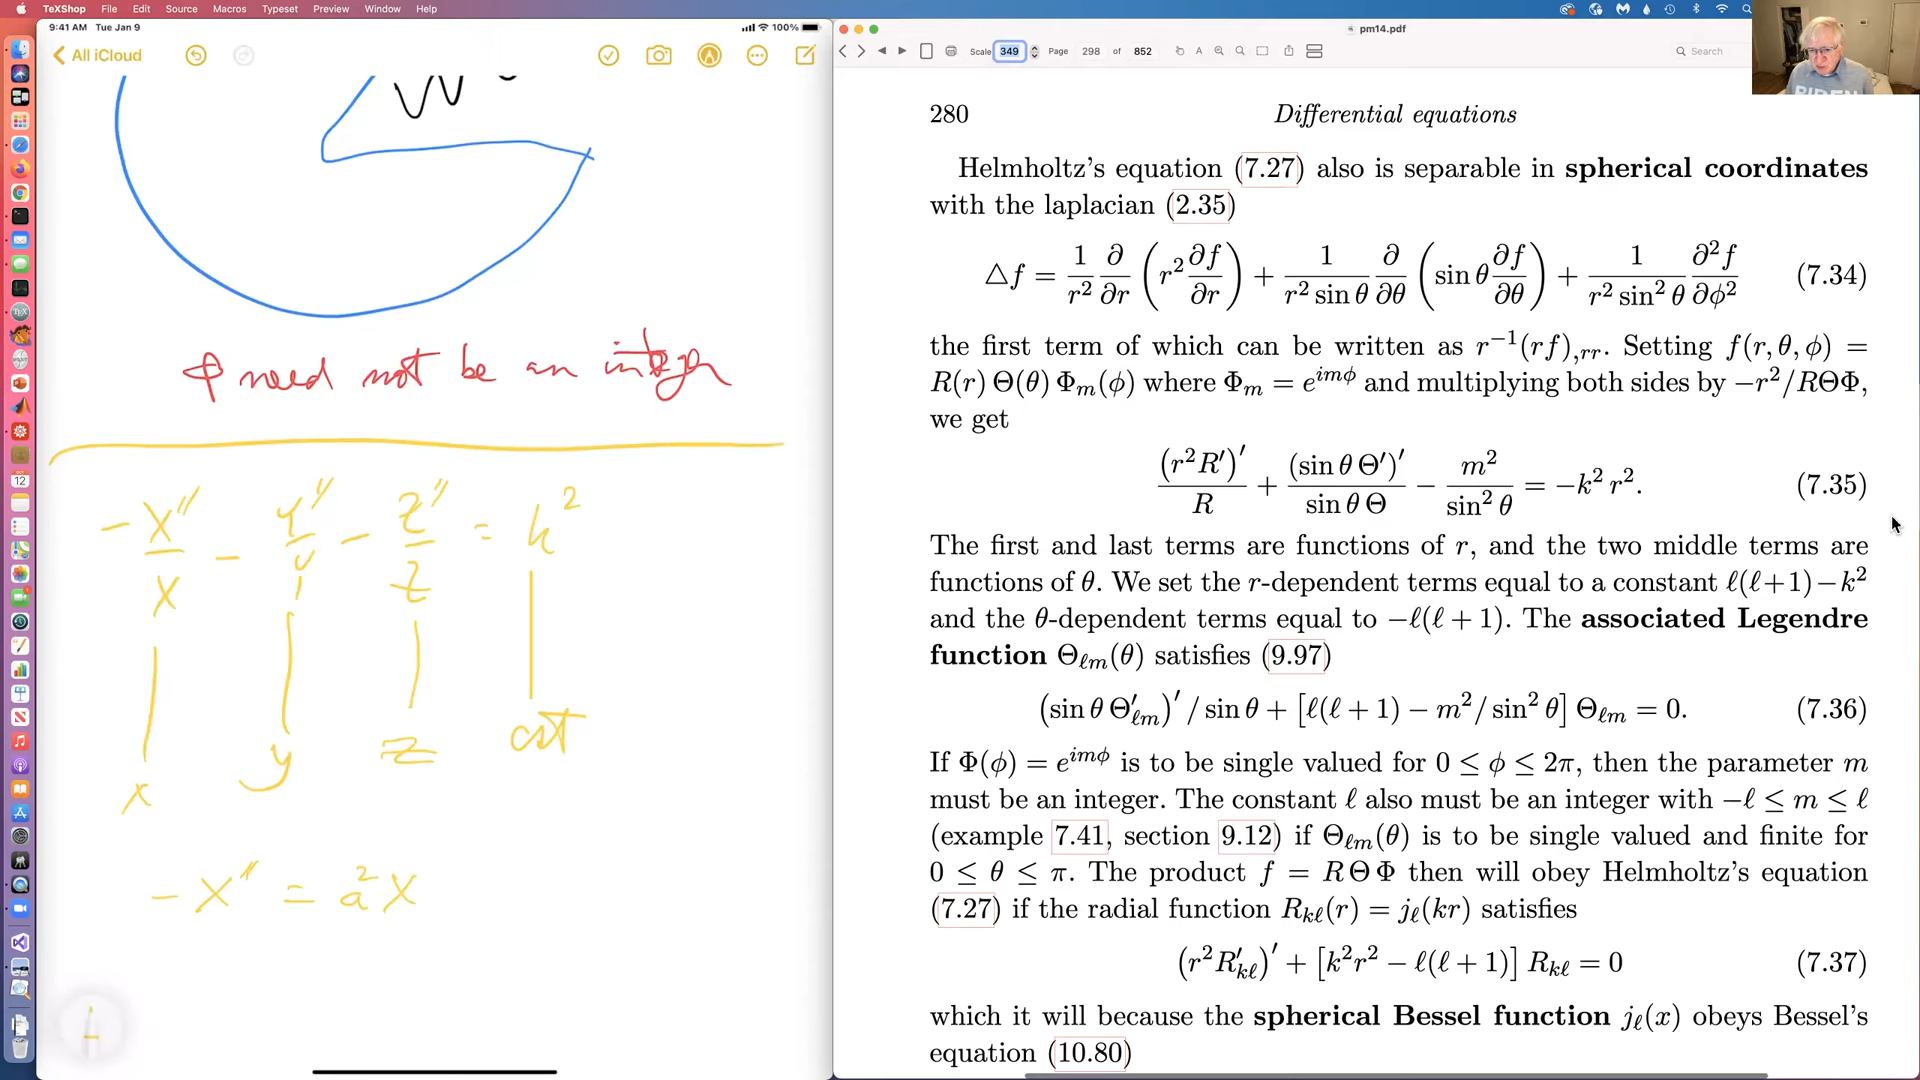 TeXShop File Edit Source Macros Typeset Preview Window Help
9:41 AM Tue Jan 9
100%
All iCloud
need not be an integer
- X''/X - Y''/Y - Z''/Z = k²
x y z cst
- X'' = a² X
pm14.pdf
Scale 349 Page 298 of 852
Search
BIDEN
280 Differential equations
Helmholtz's equation (7.27) also is separable in spherical coordinates
with the laplacian (2.35)
△f = 1/r² ∂/∂r (r² ∂f/∂r) + 1/(r² sin θ) ∂/∂θ (sin θ ∂f/∂θ) + 1/(r² sin² θ) ∂²f/∂ϕ² (7.34)
the first term of which can be written as r⁻¹(rf),rr. Setting f(r, θ, ϕ) =
R(r) Θ(θ) Φₘ(ϕ) where Φₘ = e^{imϕ} and multiplying both sides by −r²/RΘΦ,
we get
(r²R′)′/R + (sin θ Θ′)′/(sin θ Θ) − m²/sin² θ = −k² r². (7.35)
The first and last terms are functions of r, and the two middle terms are
functions of θ. We set the r-dependent terms equal to a constant ℓ(ℓ+1)−k²
and the θ-dependent terms equal to −ℓ(ℓ + 1). The associated Legendre
function Θℓm(θ) satisfies (9.97)
(sin θ Θ′ℓm)′ / sin θ + [ℓ(ℓ + 1) − m²/ sin² θ] Θℓm = 0. (7.36)
If Φ(ϕ) = e^{imϕ} is to be single valued for 0 ≤ ϕ ≤ 2π, then the parameter m
must be an integer. The constant ℓ also must be an integer with −ℓ ≤ m ≤ ℓ
(example 7.41, section 9.12) if Θℓm(θ) is to be single valued and finite for
0 ≤ θ ≤ π. The product f = R Θ Φ then will obey Helmholtz's equation
(7.27) if the radial function Rkℓ(r) = jℓ(kr) satisfies
(r²R′kℓ)′ + [k²r² − ℓ(ℓ + 1)] Rkℓ = 0 (7.37)
which it will because the spherical Bessel function jℓ(x) obeys Bessel's
equation (10.80)